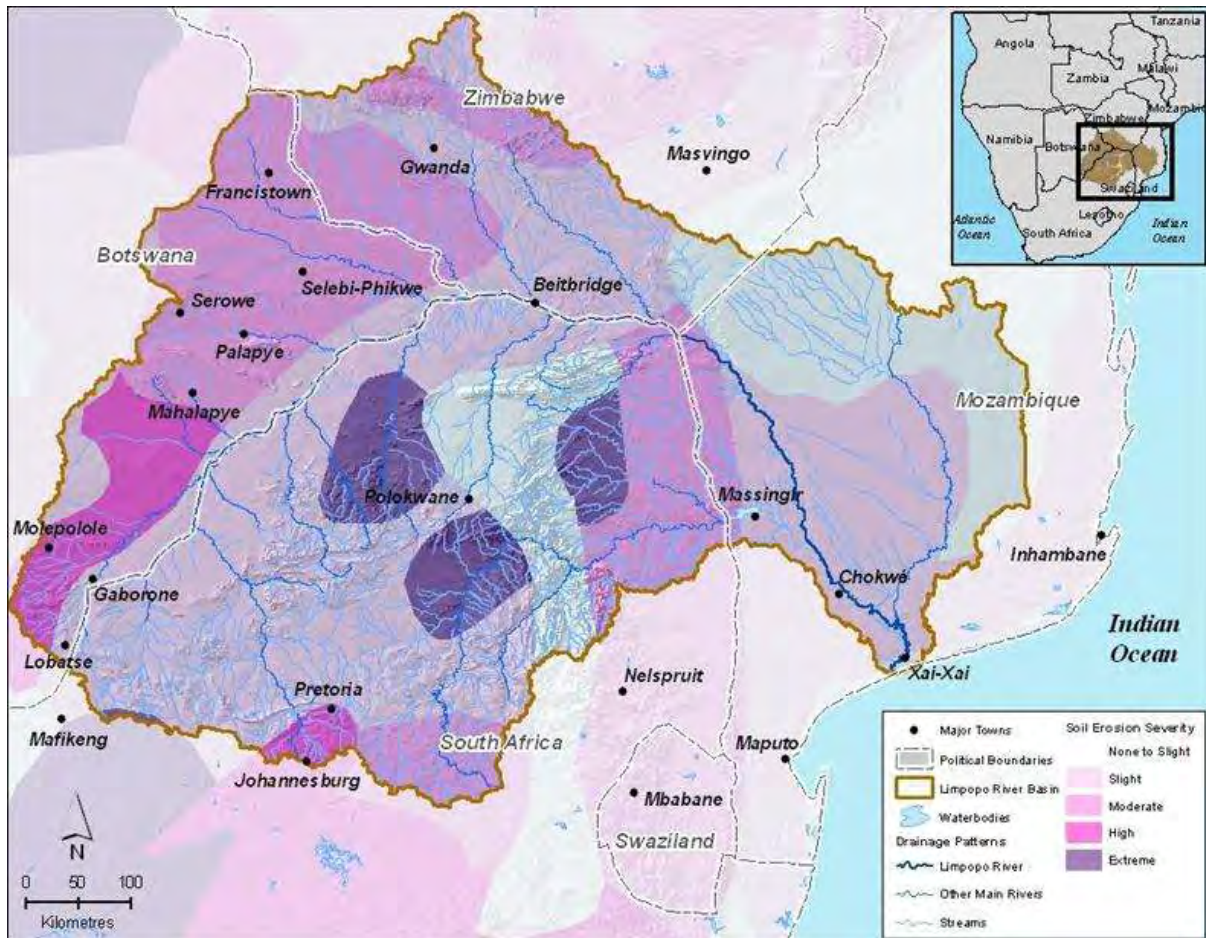 Zimbabwe
Gwanda
Masvingo
Francistown
Botswana
Selebi-Phikwe
Beitbridge
Serowe
Palapye
Mahalapye
Mozambique
Polokwane
Massingir
Molepolole
Inhambane
Chokwé
Gaborone
Indian
Ocean
Lobatse
Xai-Xai
Nelspruit
Pretoria
Mafikeng
South Africa
Maputo
Johannesburg
Mbabane
Swaziland
N
0 50 100
Kilometres
Tanzania
Angola
Malawi
Zambia
Mozambic
Zimbabwe
Namibia
Botswana
Swaziland
Lesotho
Atlantic
Ocean
South Africa
Indian
Ocean
Major Towns
Political Boundaries
Limpopo River Basin
Waterbodies
Drainage Patterns
Limpopo River
Other Main Rivers
Streams
Soil Erosion Severity
None to Slight
Slight
Moderate
High
Extreme